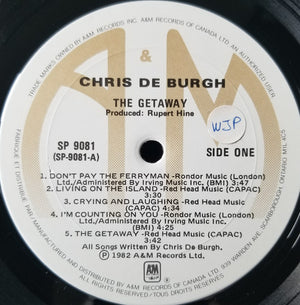 &
CHRIS DE BURGH
THE GETAWAY
Produced: Rupert Hine
WJP
SP 9081
(SP-9081-A)
SIDE ONE
1. DON'T PAY THE FERRYMAN-Rondor Music (London)
Ltd./Administered By Irving Music Inc. (BMI) 3:47
2. LIVING ON THE ISLAND-Red Head Music (CAPAC)
3:30
3. CRYING AND LAUGHING-Red Head Music
(CAPAC) 4:34
4. I'M COUNTING ON YOU-Rondor Music (London)
Ltd./Administered By Irving Music Inc.
(BMI) 4:25
5. THE GETAWAY-Red Head Music (CAPAC)
3:42
All Songs Written By Chris De Burgh.
℗ 1982 A&M Records Ltd.
A&M
RECORDS